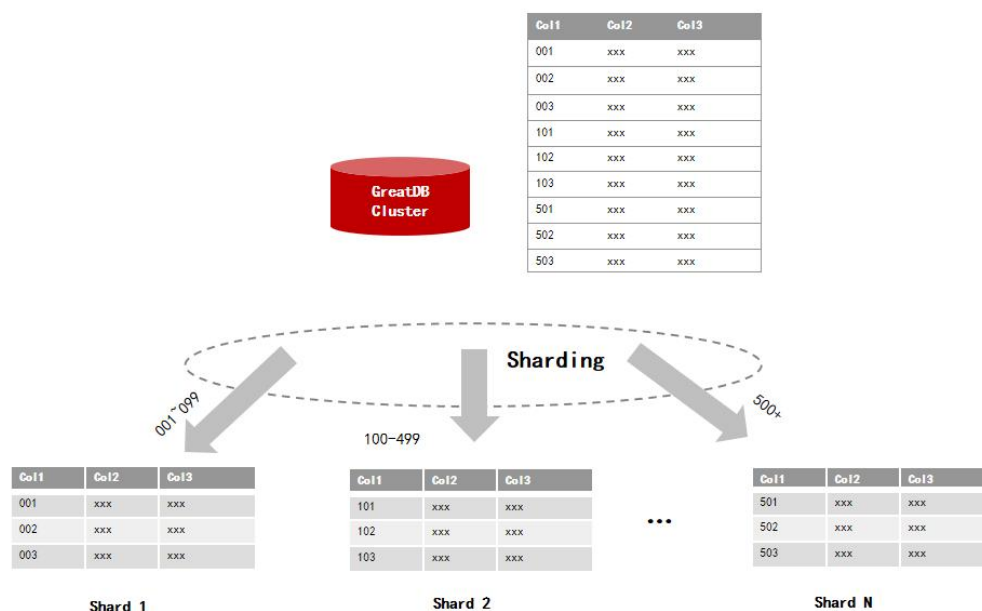 Col1 Col2 Col3
001 xxx xxx
002 xxx xxx
003 xxx xxx
101 xxx xxx
102 xxx xxx
103 xxx xxx
501 xxx xxx
502 xxx xxx
503 xxx xxx
GreatDB
Cluster
Sharding
001~099
100-499
500+
Col1 Col2 Col3
001 xxx xxx
002 xxx xxx
003 xxx xxx
Shard 1
Col1 Col2 Col3
101 xxx xxx
102 xxx xxx
103 xxx xxx
Shard 2
...
Col1 Col2 Col3
501 xxx xxx
502 xxx xxx
503 xxx xxx
Shard N